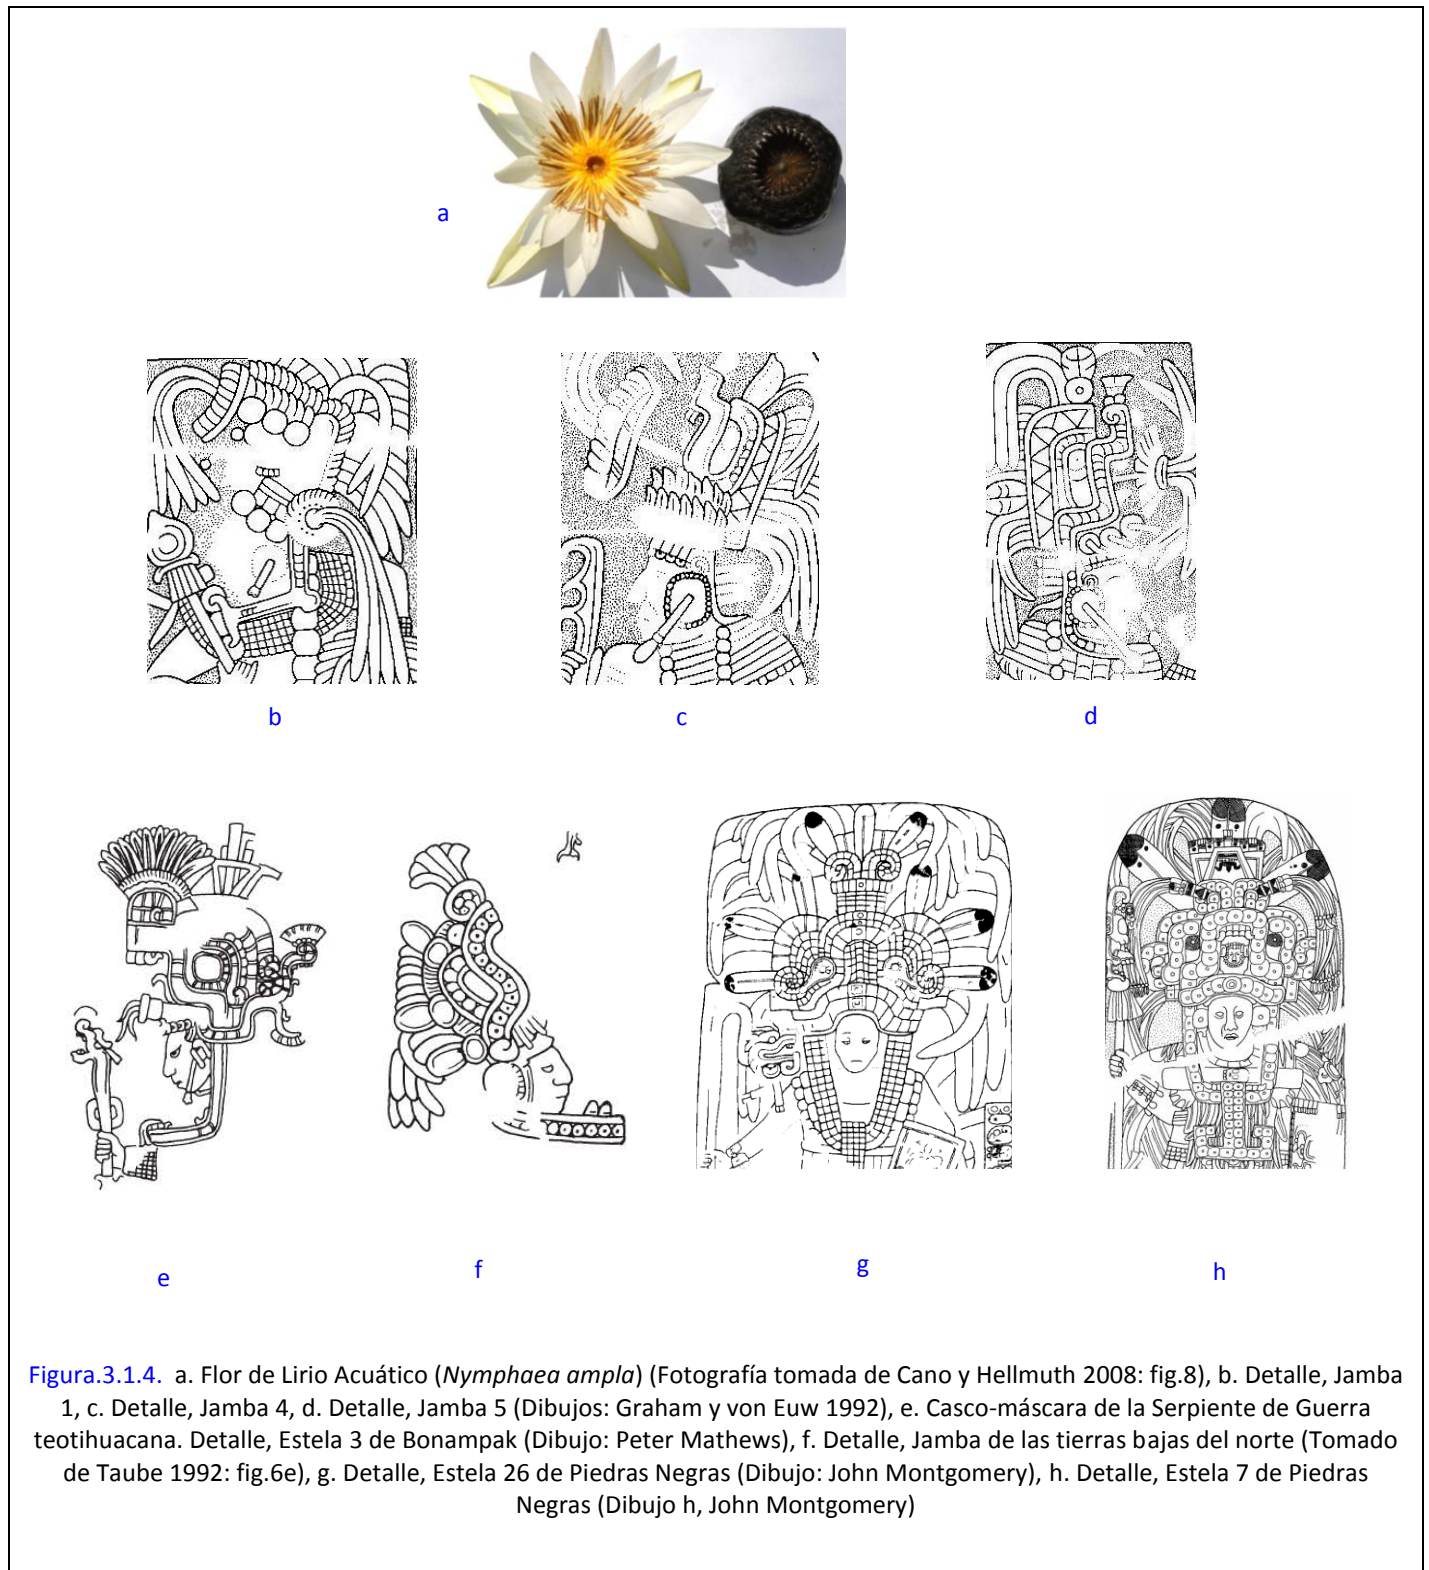 a
b
c
d
e
f
g
h
Figura.3.1.4. a. Flor de Lirio Acuático (Nymphaea ampla) (Fotografía tomada de Cano y Hellmuth 2008: fig.8), b. Detalle, Jamba
1, c. Detalle, Jamba 4, d. Detalle, Jamba 5 (Dibujos: Graham y von Euw 1992), e. Casco-máscara de la Serpiente de Guerra
teotihuacana. Detalle, Estela 3 de Bonampak (Dibujo: Peter Mathews), f. Detalle, Jamba de las tierras bajas del norte (Tomado
de Taube 1992: fig.6e), g. Detalle, Estela 26 de Piedras Negras (Dibujo: John Montgomery), h. Detalle, Estela 7 de Piedras
Negras (Dibujo h, John Montgomery)